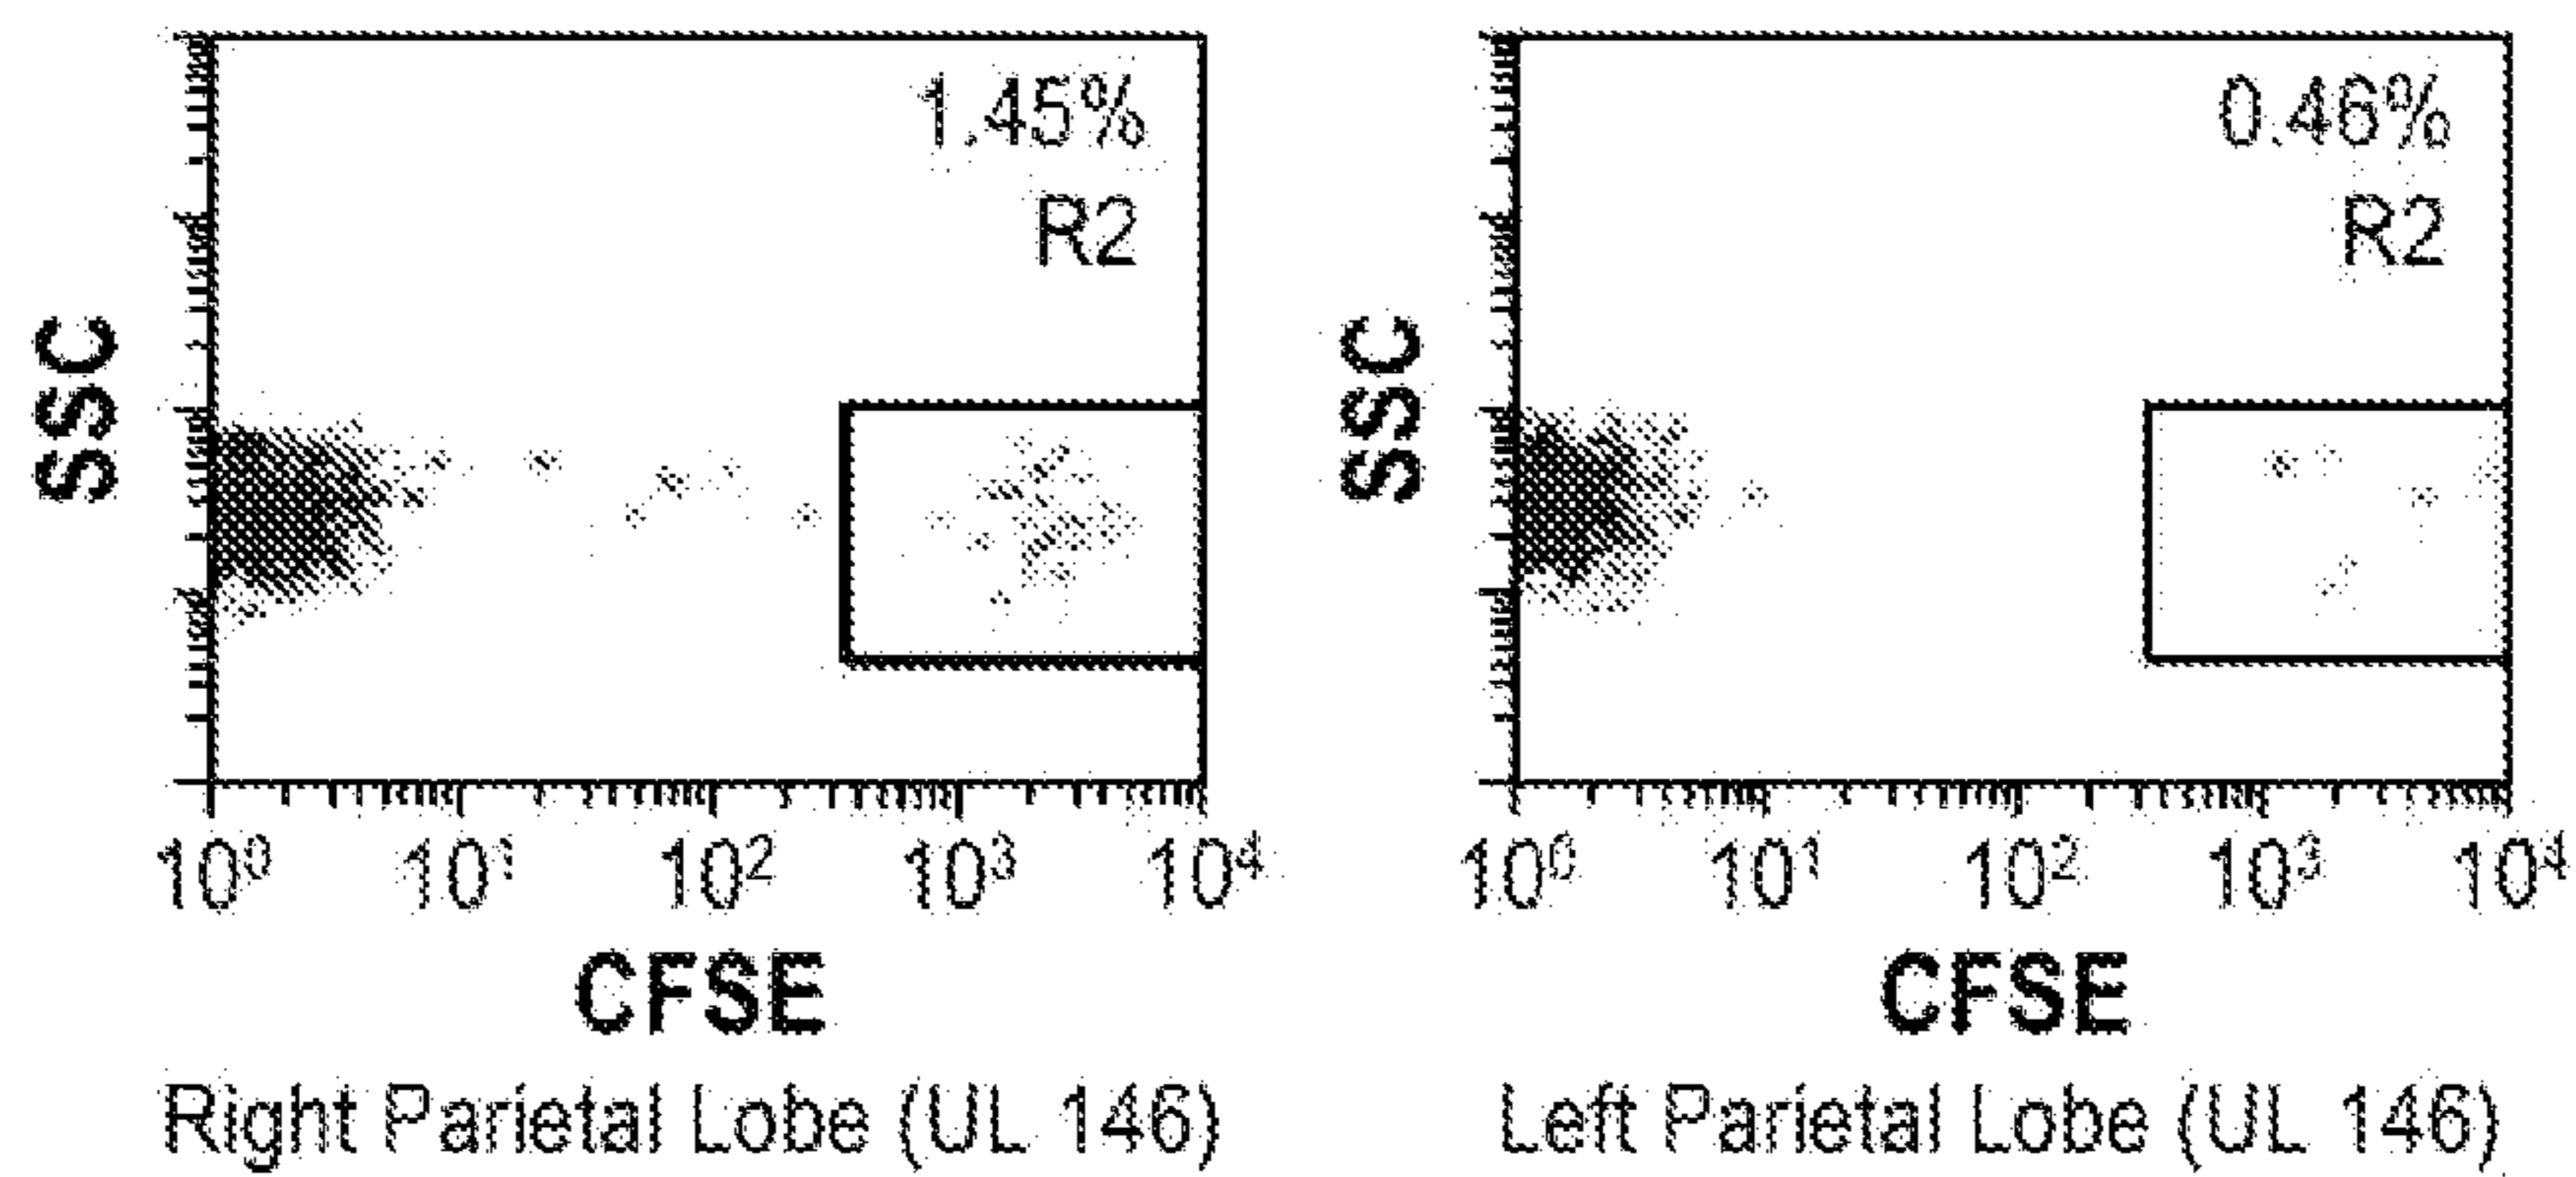 1.45%
R2
SSC
10⁰ 10¹ 10² 10³ 10⁴
CFSE
Right Parietal Lobe (UL 146)
0.46%
R2
SSC
10⁰ 10¹ 10² 10³ 10⁴
CFSE
Left Parietal Lobe (UL 146)